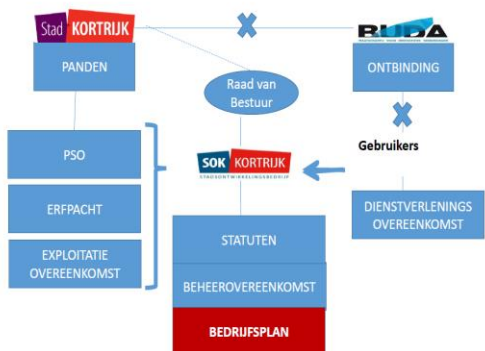 Stad KORTRIJK
BUDA
PANDEN
ONTBINDING
Raad van
Bestuur
PSO
ERFPACHT
EXPLOITATIE
OVEREENKOMST
SOK KORTRIJK
STADSONTWIKKELINGSBEDRIJF
Gebruikers
DIENSTVERLENINGS
OVEREENKOMST
STATUTEN
BEHEEROVEREENKOMST
BEDRIJFSPLAN